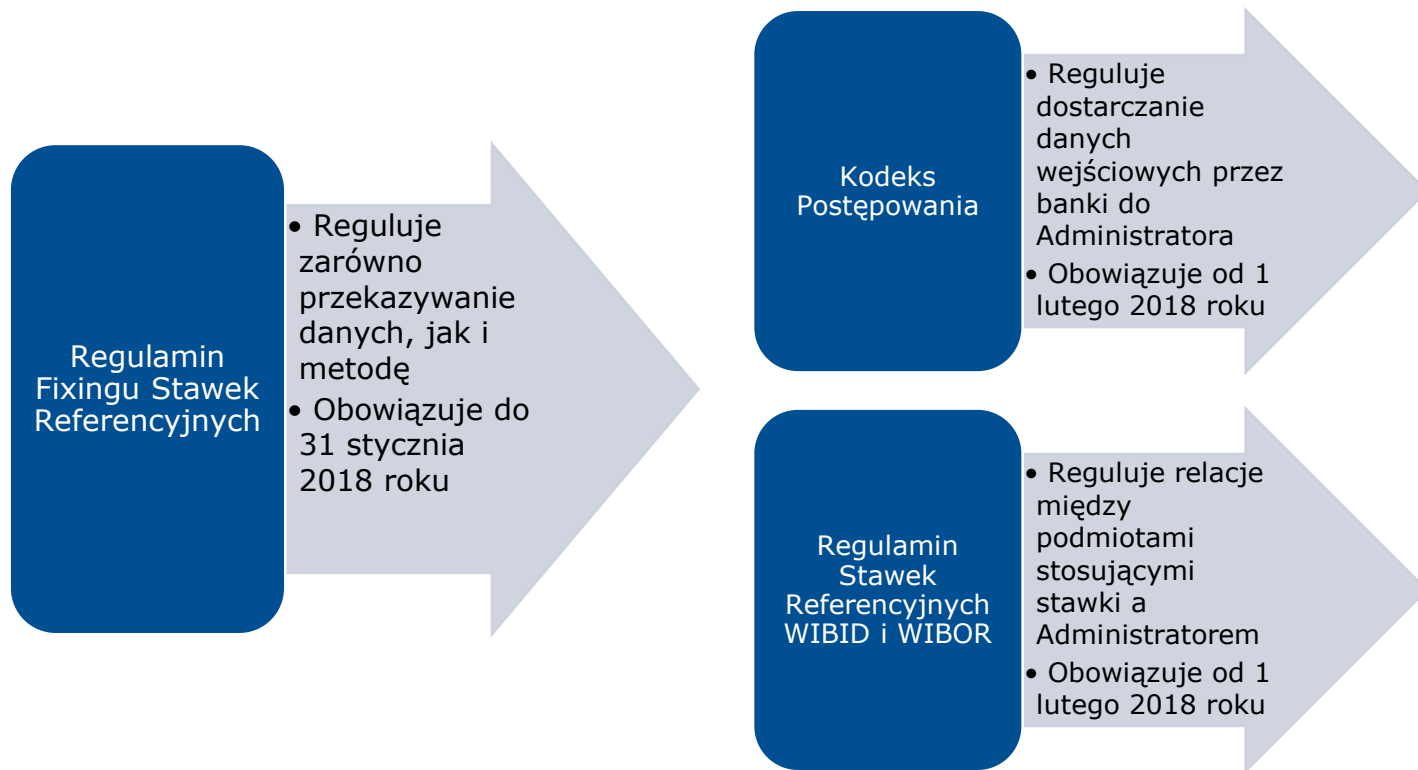 Regulamin
Fixingu Stawek
Referencyjnych
• Reguluje
zarówno
przekazywanie
danych, jak i
metodę
• Obowiązuje do
31 stycznia
2018 roku
Kodeks
Postępowania
• Reguluje
dostarczanie
danych
wejściowych przez
banki do
Administratora
• Obowiązuje od 1
lutego 2018 roku
Regulamin
Stawek
Referencyjnych
WIBID i WIBOR
• Reguluje relacje
między
podmiotami
stosującymi
stawki a
Administratorem
• Obowiązuje od 1
lutego 2018 roku